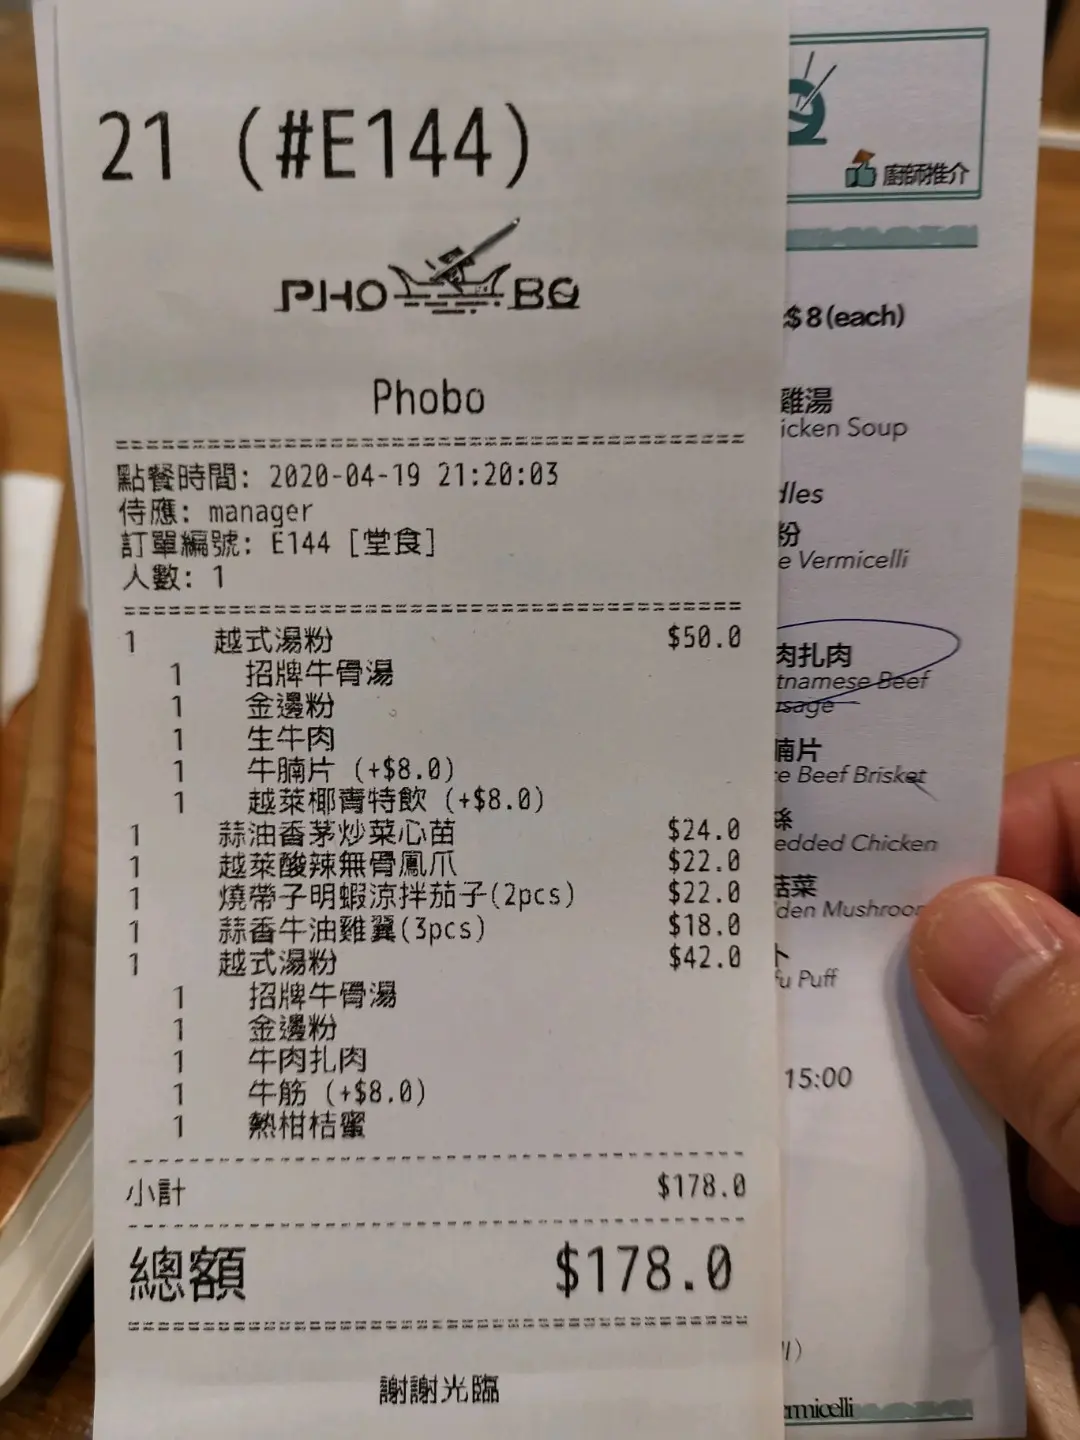 21 (#E144)
PHO BO
Phobo
點餐時間: 2020-04-19 21:20:03
侍應: manager
訂單編號: E144 [堂食]
人數: 1
1 越式湯粉 $50.0
1 招牌牛骨湯
1 金邊粉
1 生牛肉
1 牛腩片 (+$8.0)
1 越萊椰青特飲 (+$8.0)
1 蒜油香茅炒菜心苗 $24.0
1 越萊酸辣無骨鳳爪 $22.0
1 燒帶子明蝦涼拌茄子(2pcs) $22.0
1 蒜香牛油雞翼(3pcs) $18.0
1 越式湯粉 $42.0
1 招牌牛骨湯
1 金邊粉
1 牛肉扎肉
1 牛筋 (+$8.0)
1 熱柑桔蜜
小計 $178.0
總額 $178.0
謝謝光臨
廚師推介
$8(each)
雞湯
icken Soup
dles
粉
e Vermicelli
肉扎肉
tnamese Beef
usage
腩片
ce Beef Brisket
絲
edded Chicken
菇菜
den Mushroo
fu Puff
15:00
rmicelli